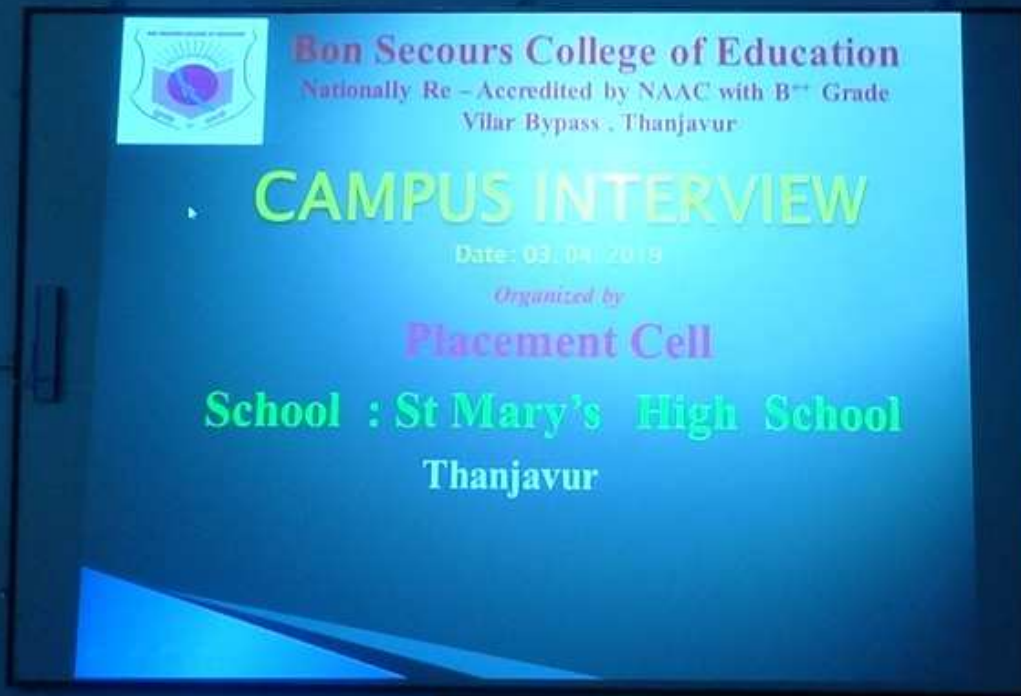 Bon Secours College of Education
Nationally Re – Accredited by NAAC with B++ Grade
Vilar Bypass , Thanjavur
CAMPUS INTERVIEW
Date: 03. 04. 2019
Organized by
Placement Cell
School : St Mary's High School
Thanjavur